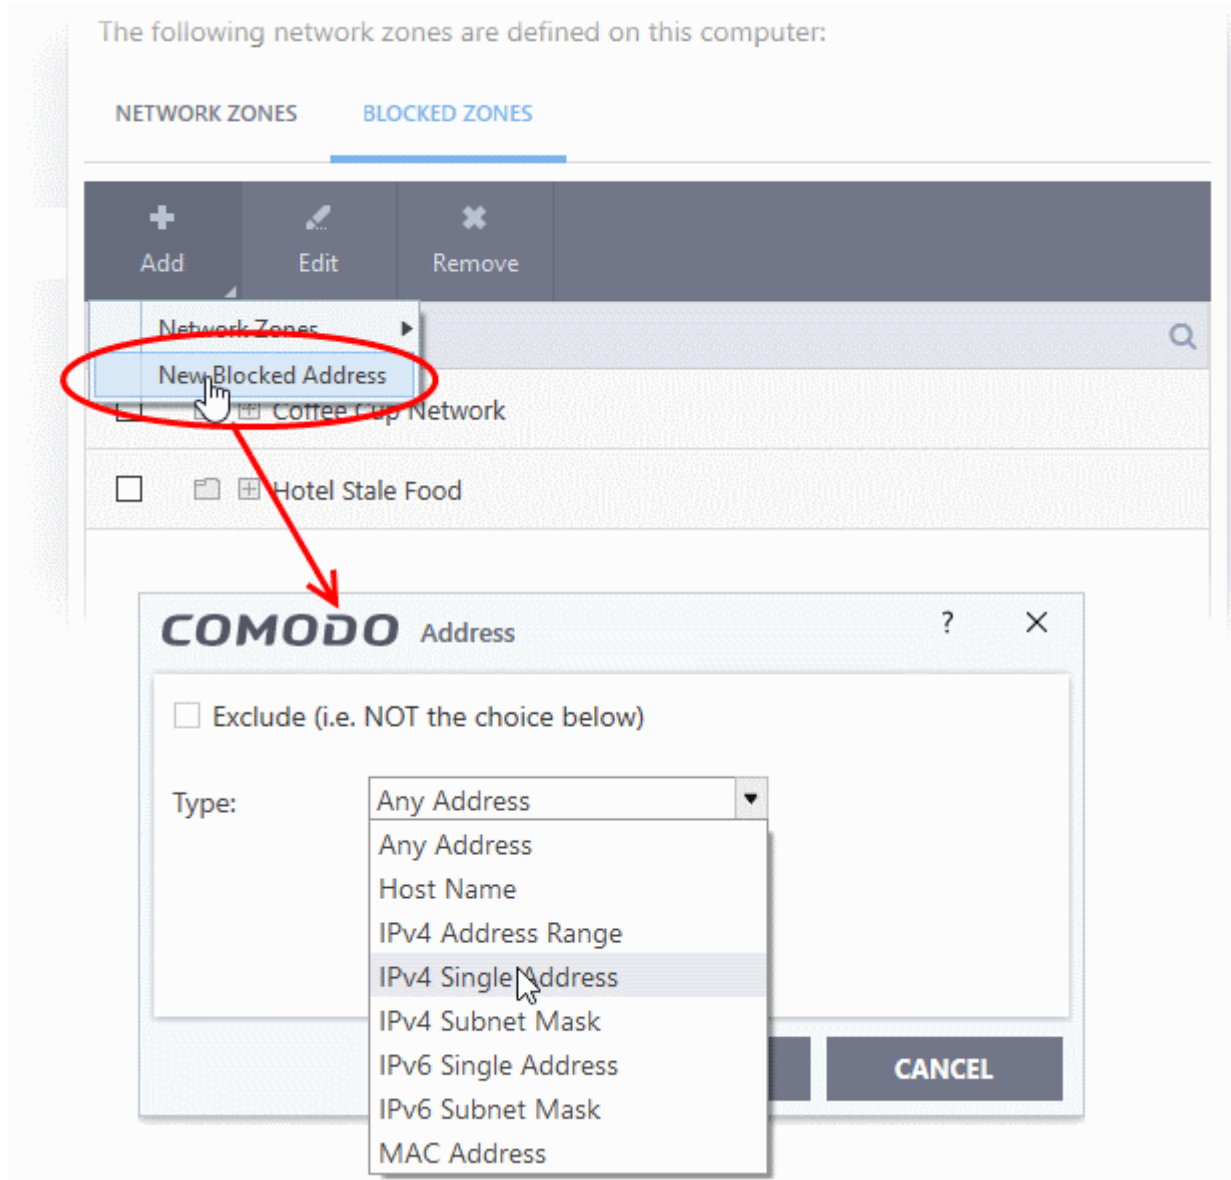 The following network zones are defined on this computer:
NETWORK ZONES BLOCKED ZONES
Add Edit Remove
Network Zones
New Blocked Address
Coffee Cup Network
Hotel Stale Food
COMODO Address ?
Exclude (i.e. NOT the choice below)
Type: Any Address
Any Address
Host Name
IPv4 Address Range
IPv4 Single Address
IPv4 Subnet Mask
IPv6 Single Address
CANCEL
IPv6 Subnet Mask
MAC Address